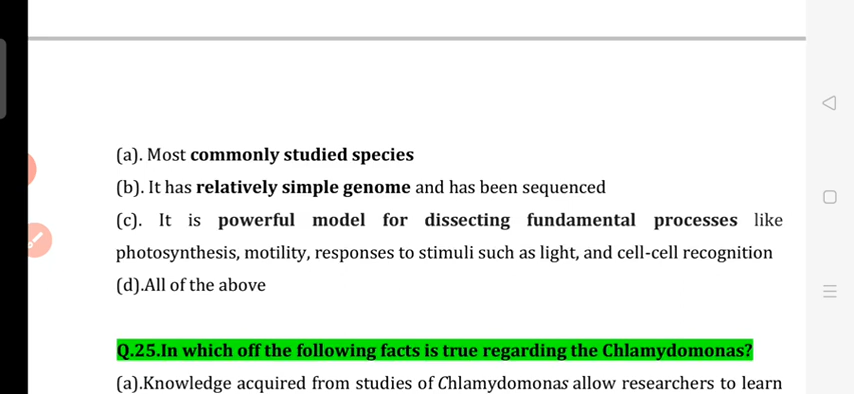 (a). Most commonly studied species
(b). It has relatively simple genome and has been sequenced
(c). It is powerful model for dissecting fundamental processes like
photosynthesis, motility, responses to stimuli such as light, and cell-cell recognition
(d).All of the above
Q.25.In which off the following facts is true regarding the Chlamydomonas?
(a).Knowledge acquired from studies of Chlamydomonas allow researchers to learn